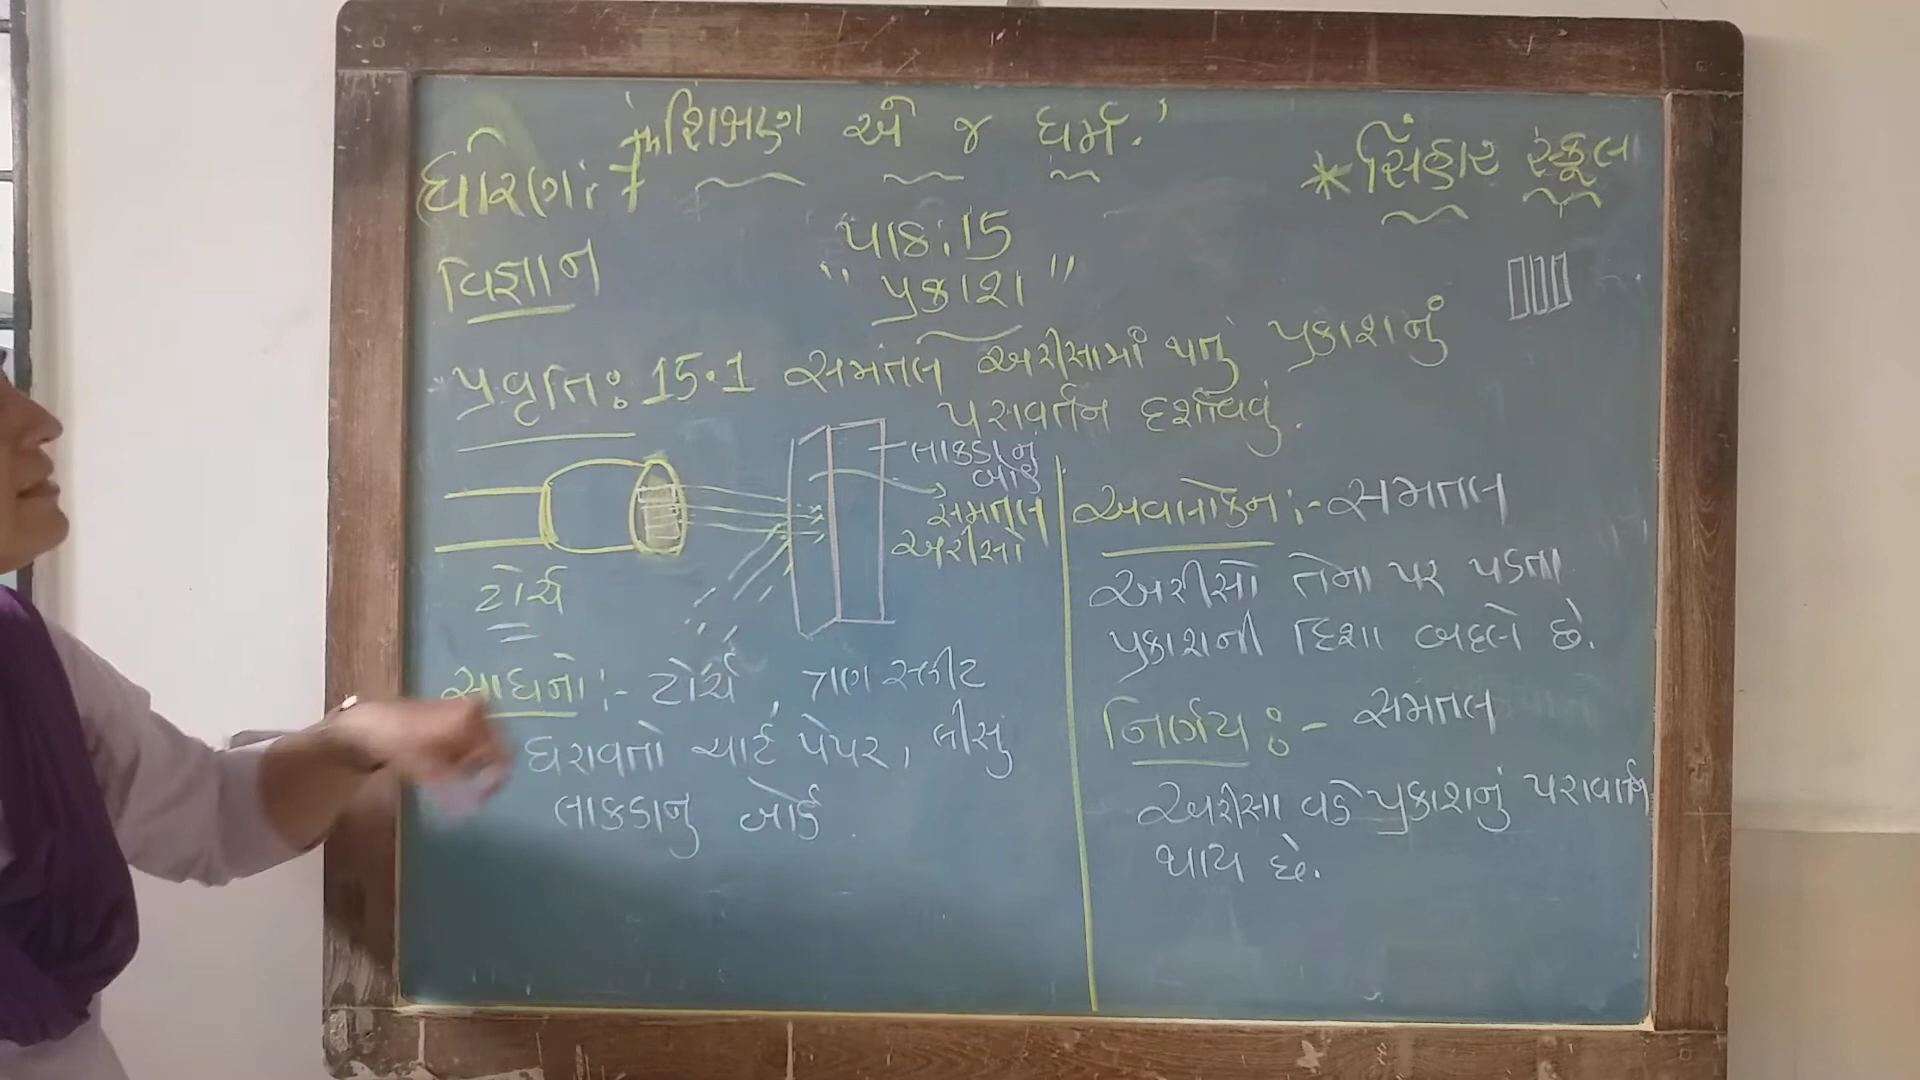 "શિક્ષણ એ જ ધર્મ."
ધોરણ: 7
* સિંહાર સ્કૂલ
વિજ્ઞાન
પાઠ:15
"પ્રકાશ"
પ્રવૃતિ: 15.1 સમતલ અરીસામાં થતુ પ્રકાશનું
પરાવર્તન દર્શાવવું.
લાકડાનુ
બોર્ડ
સમતલ
અરીસો
ટોર્ચ
સાધનો:- ટોર્ચ, ત્રણ સ્લીટ
ધરાવતો ચાર્ટ પેપર, લીસુ
લાકડાનુ બોર્ડ.
અવલોકન:- સમતલ
અરીસો તેના પર પડતા
પ્રકાશની દિશા બદલે છે.
નિર્ણય:- સમતલ
અરીસા વડે પ્રકાશનું પરાવર્તન
થાય છે.